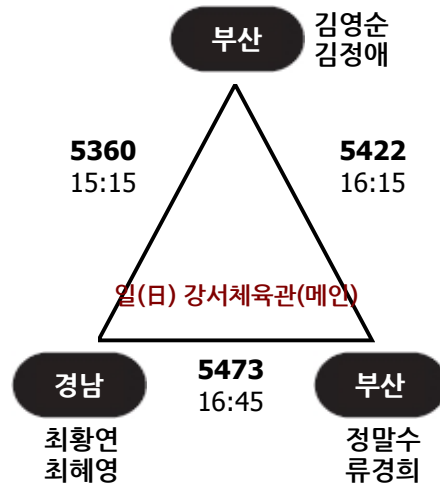 부산
김영순
김정애
5360
15:15
5422
16:15
일(日) 강서체육관(메인)
경남
5473
16:45
부산
최황연
최혜영
정말수
류경희